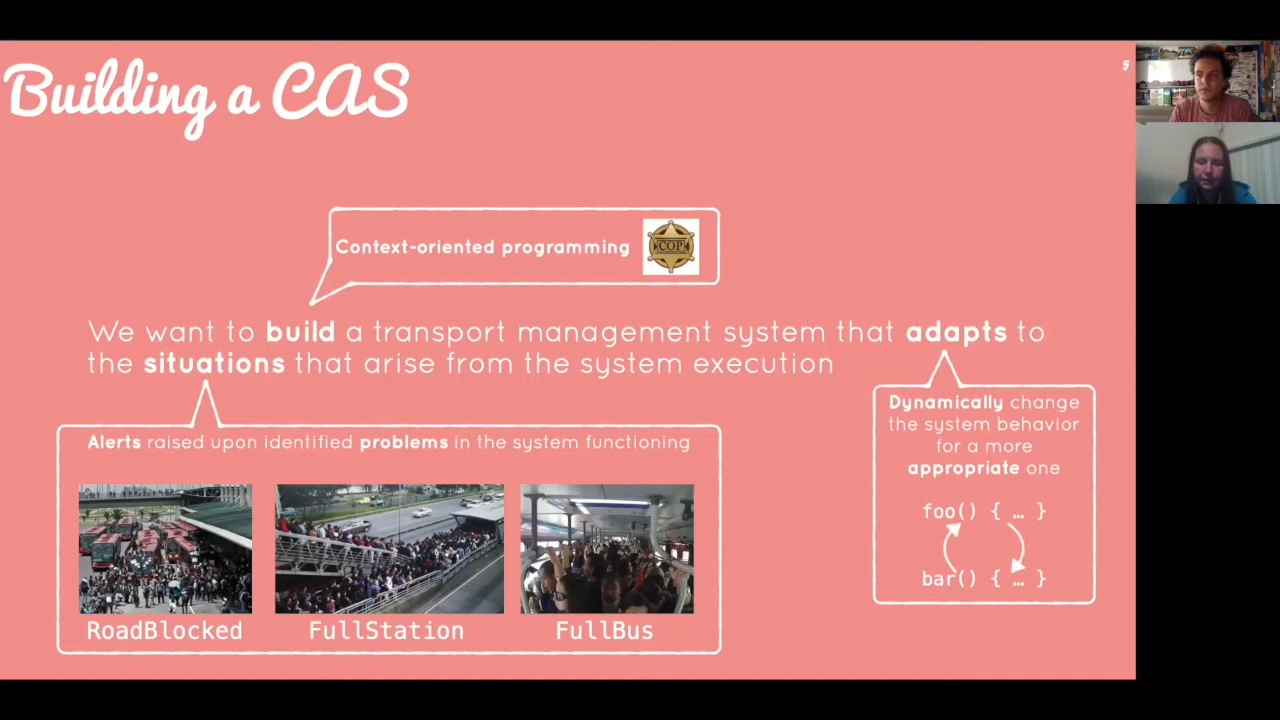 Building a CAS
5
Context-oriented programming
COP
We want to build a transport management system that adapts to
the situations that arise from the system execution
Alerts raised upon identified problems in the system functioning
RoadBlocked
FullStation
FullBus
Dynamically change
the system behavior
for a more
appropriate one
foo() { … }
bar() { … }